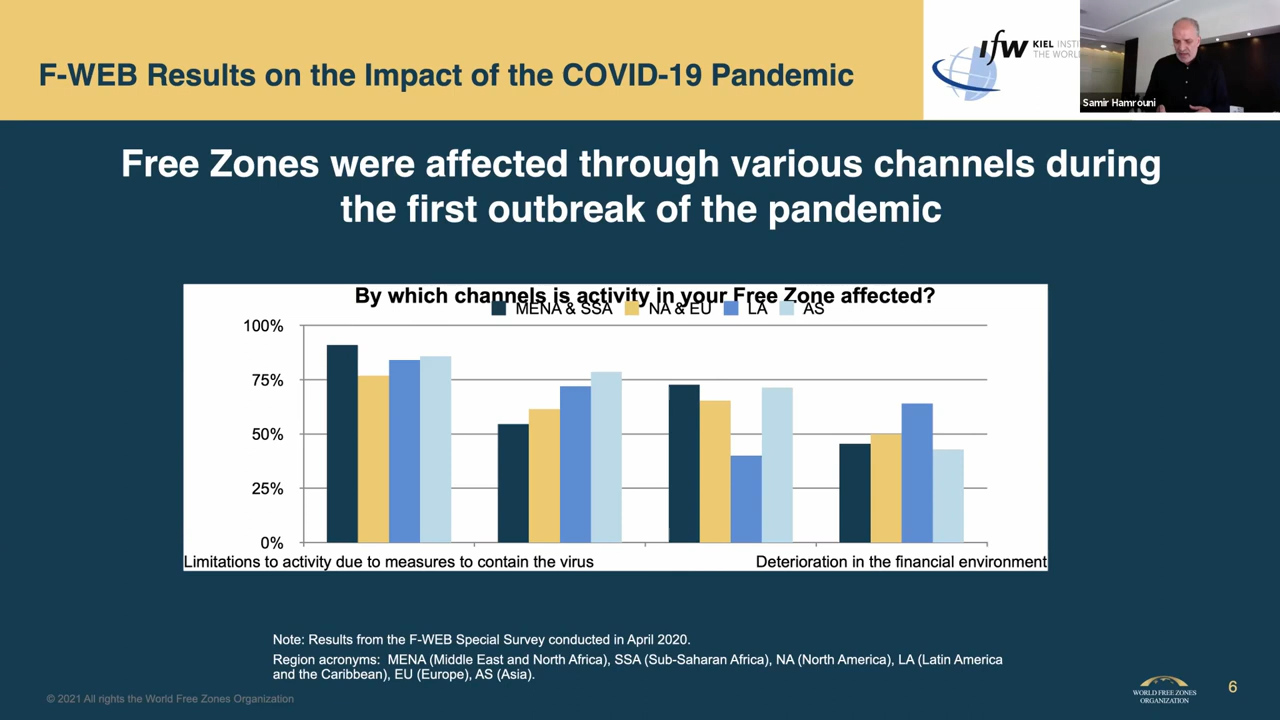 F-WEB Results on the Impact of the COVID-19 Pandemic
ifw KIEL INSTI
THE WORL
Samir Hamrouni
Free Zones were affected through various channels during
the first outbreak of the pandemic
By which channels is activity in your Free Zone affected?
MENA & SSA NA & EU LA AS
100%
75%
50%
25%
0%
Limitations to activity due to measures to contain the virus Deterioration in the financial environment
Note: Results from the F-WEB Special Survey conducted in April 2020.
Region acronyms: MENA (Middle East and North Africa), SSA (Sub-Saharan Africa), NA (North America), LA (Latin America
and the Caribbean), EU (Europe), AS (Asia).
© 2021 All rights the World Free Zones Organization
WORLD FREE ZONES
ORGANIZATION
6